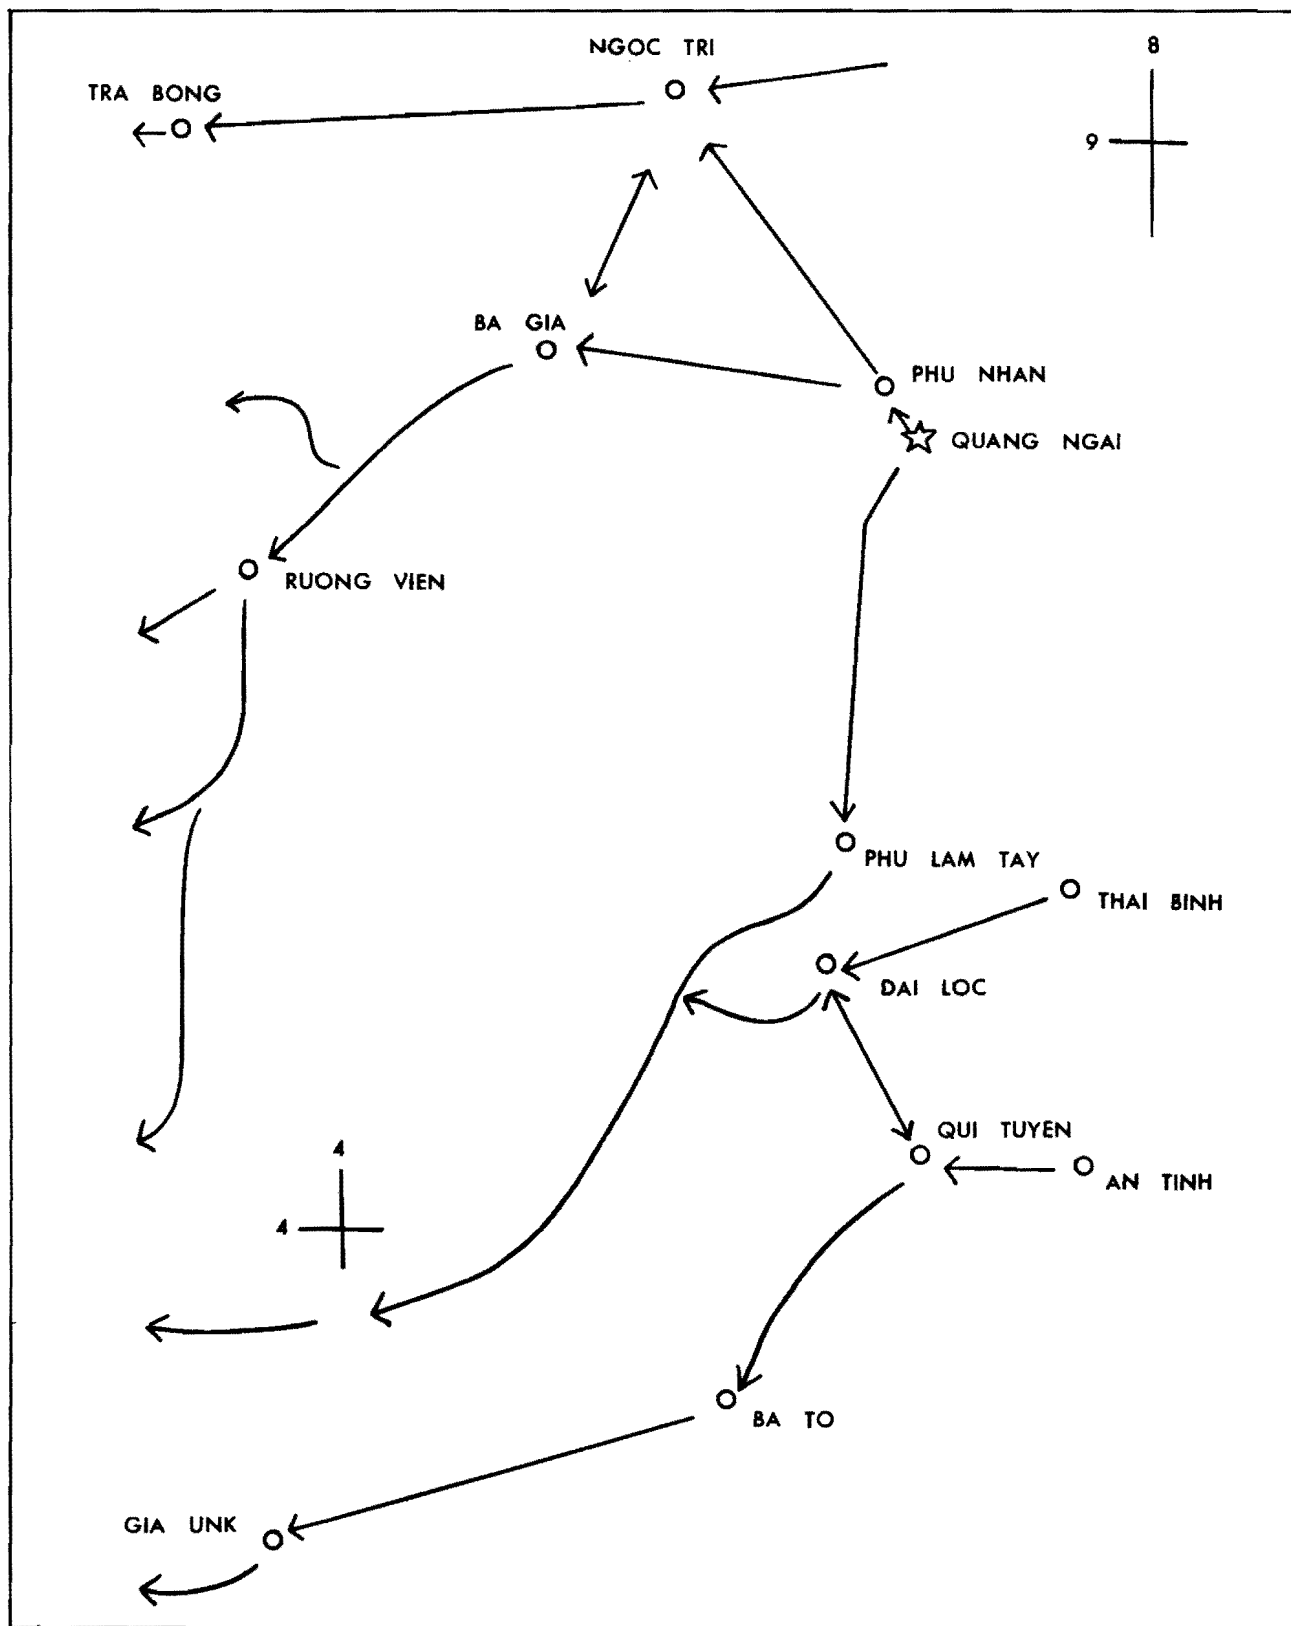 NGOC TRI
8
TRA BONG
9
BA GIA
PHU NHAN
QUANG NGAI
RUONG VIEN
PHU LAM TAY
THAI BINH
DAI LOC
QUI TUYEN
4
AN TINH
4
BA TO
GIA UNK